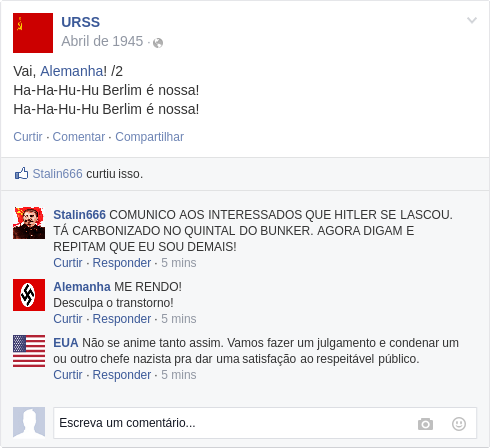 URSS
Abril de 1945 ·
Vai, Alemanha! /2
Ha-Ha-Hu-Hu Berlim é nossa!
Ha-Ha-Hu-Hu Berlim é nossa!
Curtir · Comentar · Compartilhar
Stalin666 curtiu isso.
Stalin666 COMUNICO AOS INTERESSADOS QUE HITLER SE LASCOU.
TÁ CARBONIZADO NO QUINTAL DO BUNKER. AGORA DIGAM E
REPITAM QUE EU SOU DEMAIS!
Curtir · Responder · 5 mins
Alemanha ME RENDO!
Desculpa o transtorno!
Curtir · Responder · 5 mins
EUA Não se anime tanto assim. Vamos fazer um julgamento e condenar um
ou outro chefe nazista pra dar uma satisfação ao respeitável público.
Curtir · Responder · 5 mins
Escreva um comentário...